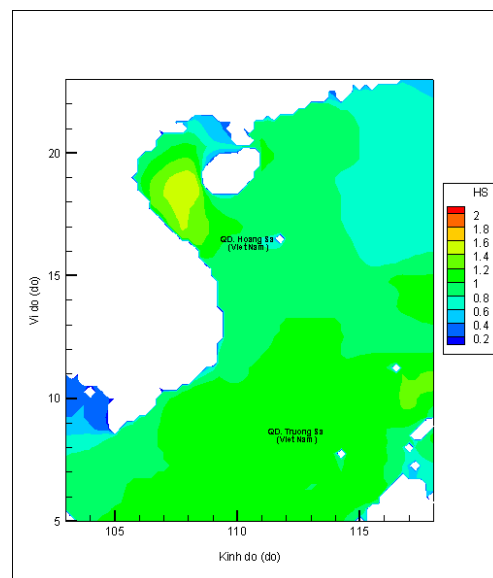 HS
2
1.8
1.6
1.4
1.2
1
0.8
0.6
0.4
0.2
20
15
10
5
Vi do (do)
QD. Hoang Sa
(Viet Nam)
QD. Truong Sa
(Viet Nam)
105
110
115
Kinh do (do)